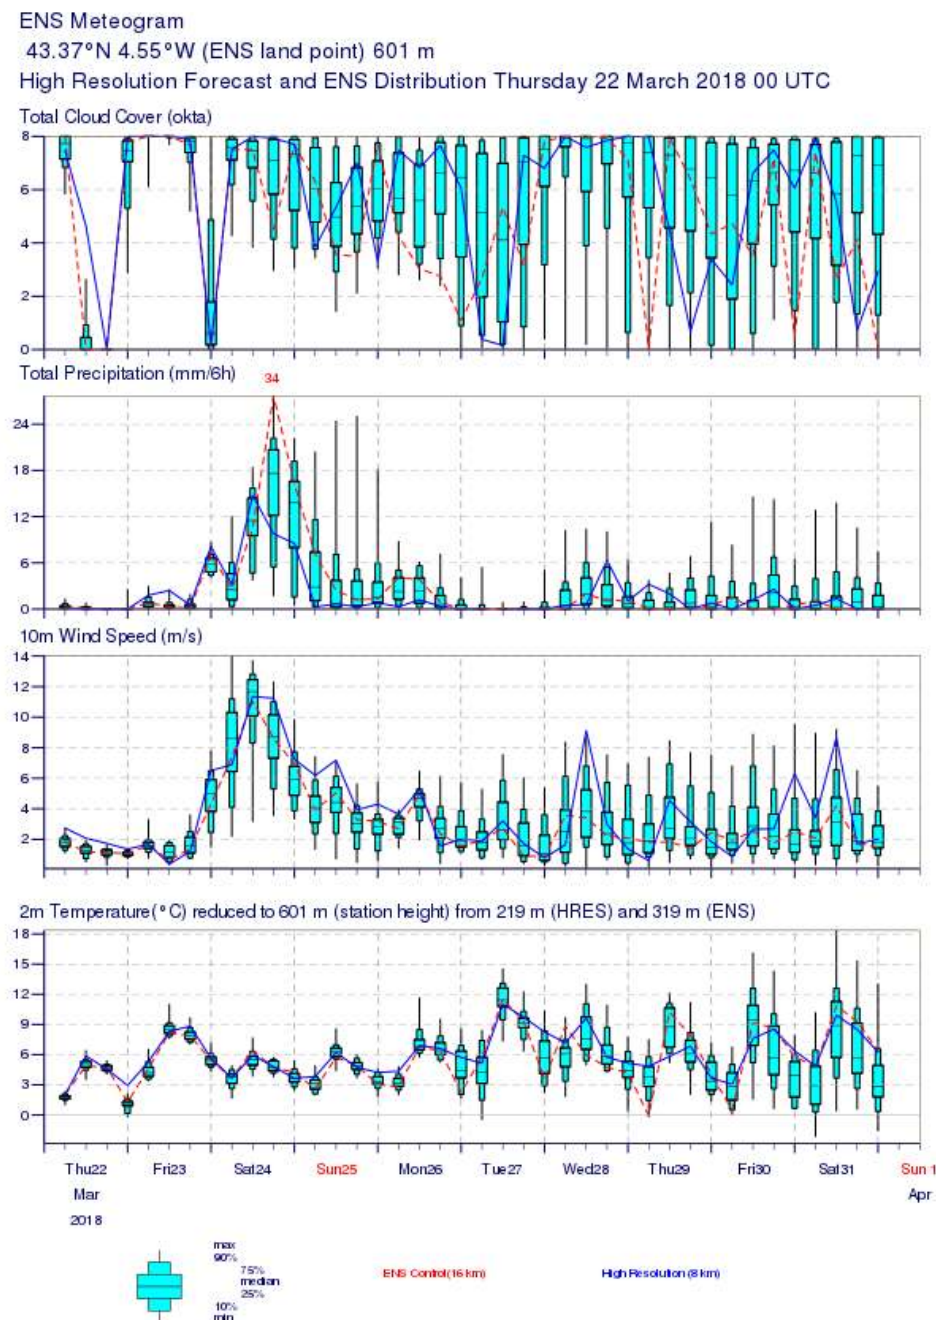 ENS Meteogram
43.37°N 4.55°W (ENS land point) 601 m
High Resolution Forecast and ENS Distribution Thursday 22 March 2018 00 UTC
Total Cloud Cover (okta)
8
6
4
2
0
Total Precipitation (mm/6h)
34
24
18
12
6
0
10m Wind Speed (m/s)
14
12
10
8
6
4
2
2m Temperature(°C) reduced to 601 m (station height) from 219 m (HRES) and 319 m (ENS)
18
15
12
9
6
3
0
Thu22 Fri23 Sat24 Sun25 Mon26 Tue27 Wed28 Thu29 Fri30 Sat31 Sun 1
Mar Apr
2018
max
90%
75%
median
25%
10%
min
ENS Control(16 km)
High Resolution (8 km)